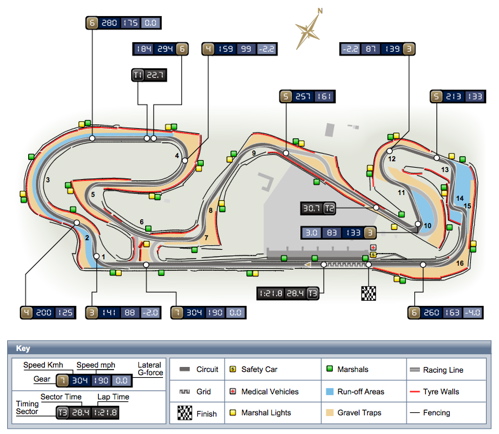 N
6 280 175 0.0
184 294 6
4 159 99 -2.2
-2.2 87 139 3
T1 22.7
5 257 161
5 213 133
4
9
12
13
3
5
11
14
15
8
2
6
7
10
30.7 T2
3.0 83 133 3
1
16
4 200 125
3 141 88 -2.0
7 304 190 0.0
1:21.8 28.4 T3
6 260 163 -4.0
Key
Speed Kmh Speed mph Lateral G-force
Gear 7 304 190 0.0
Sector Time Lap Time
Timing Sector T3 28.4 1:21.8
Circuit
Safety Car
Marshals
Racing Line
Grid
Medical Vehicles
Run-off Areas
Tyre Walls
Finish
Marshal Lights
Gravel Traps
Fencing